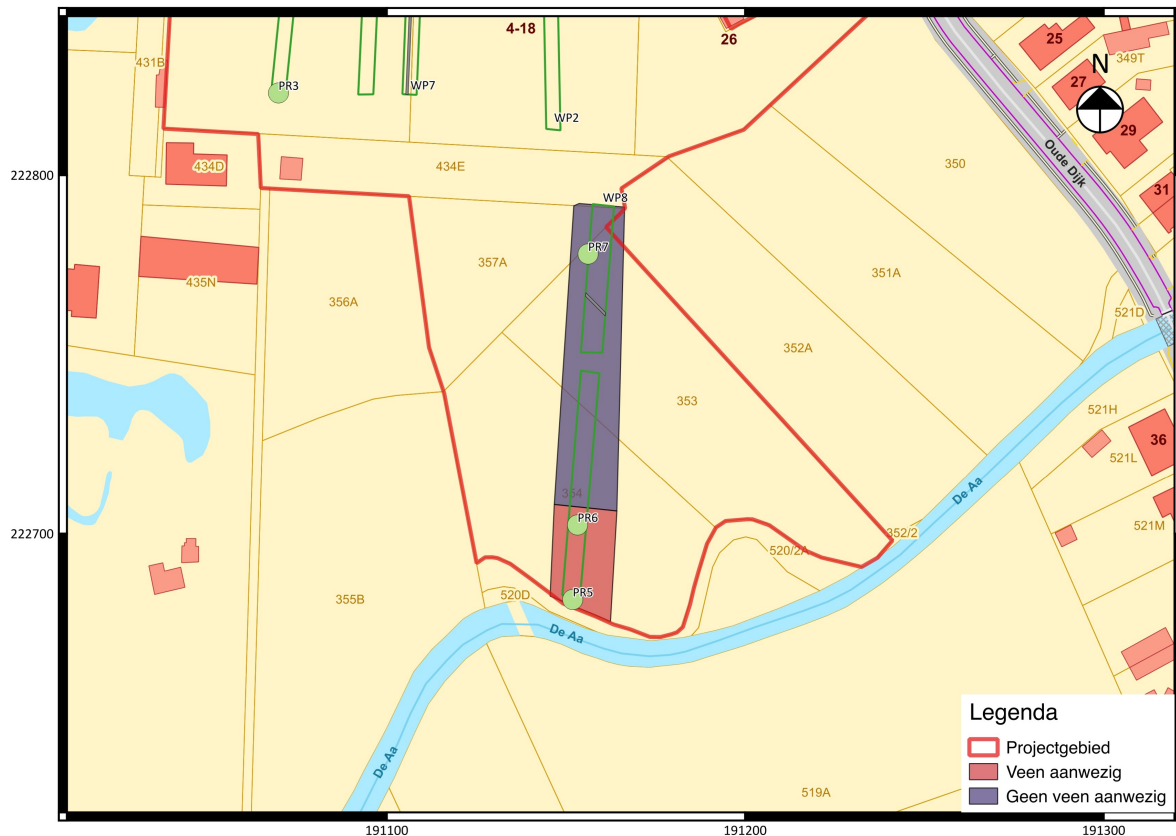 4-18
26
25
349T
27
N
29
31
431B
PR3
WP7
WP2
Oude Dijk
222800
434D
434E
350
WP8
357A
PR7
435N
356A
351A
521D
352A
353
521H
36
521L
354
De Aa
PR6
521M
222700
352/2
520/2A
PR5
520D
355B
De Aa
De Aa
519A
Legenda
Projectgebied
Veen aanwezig
Geen veen aanwezig
191100
191200
191300